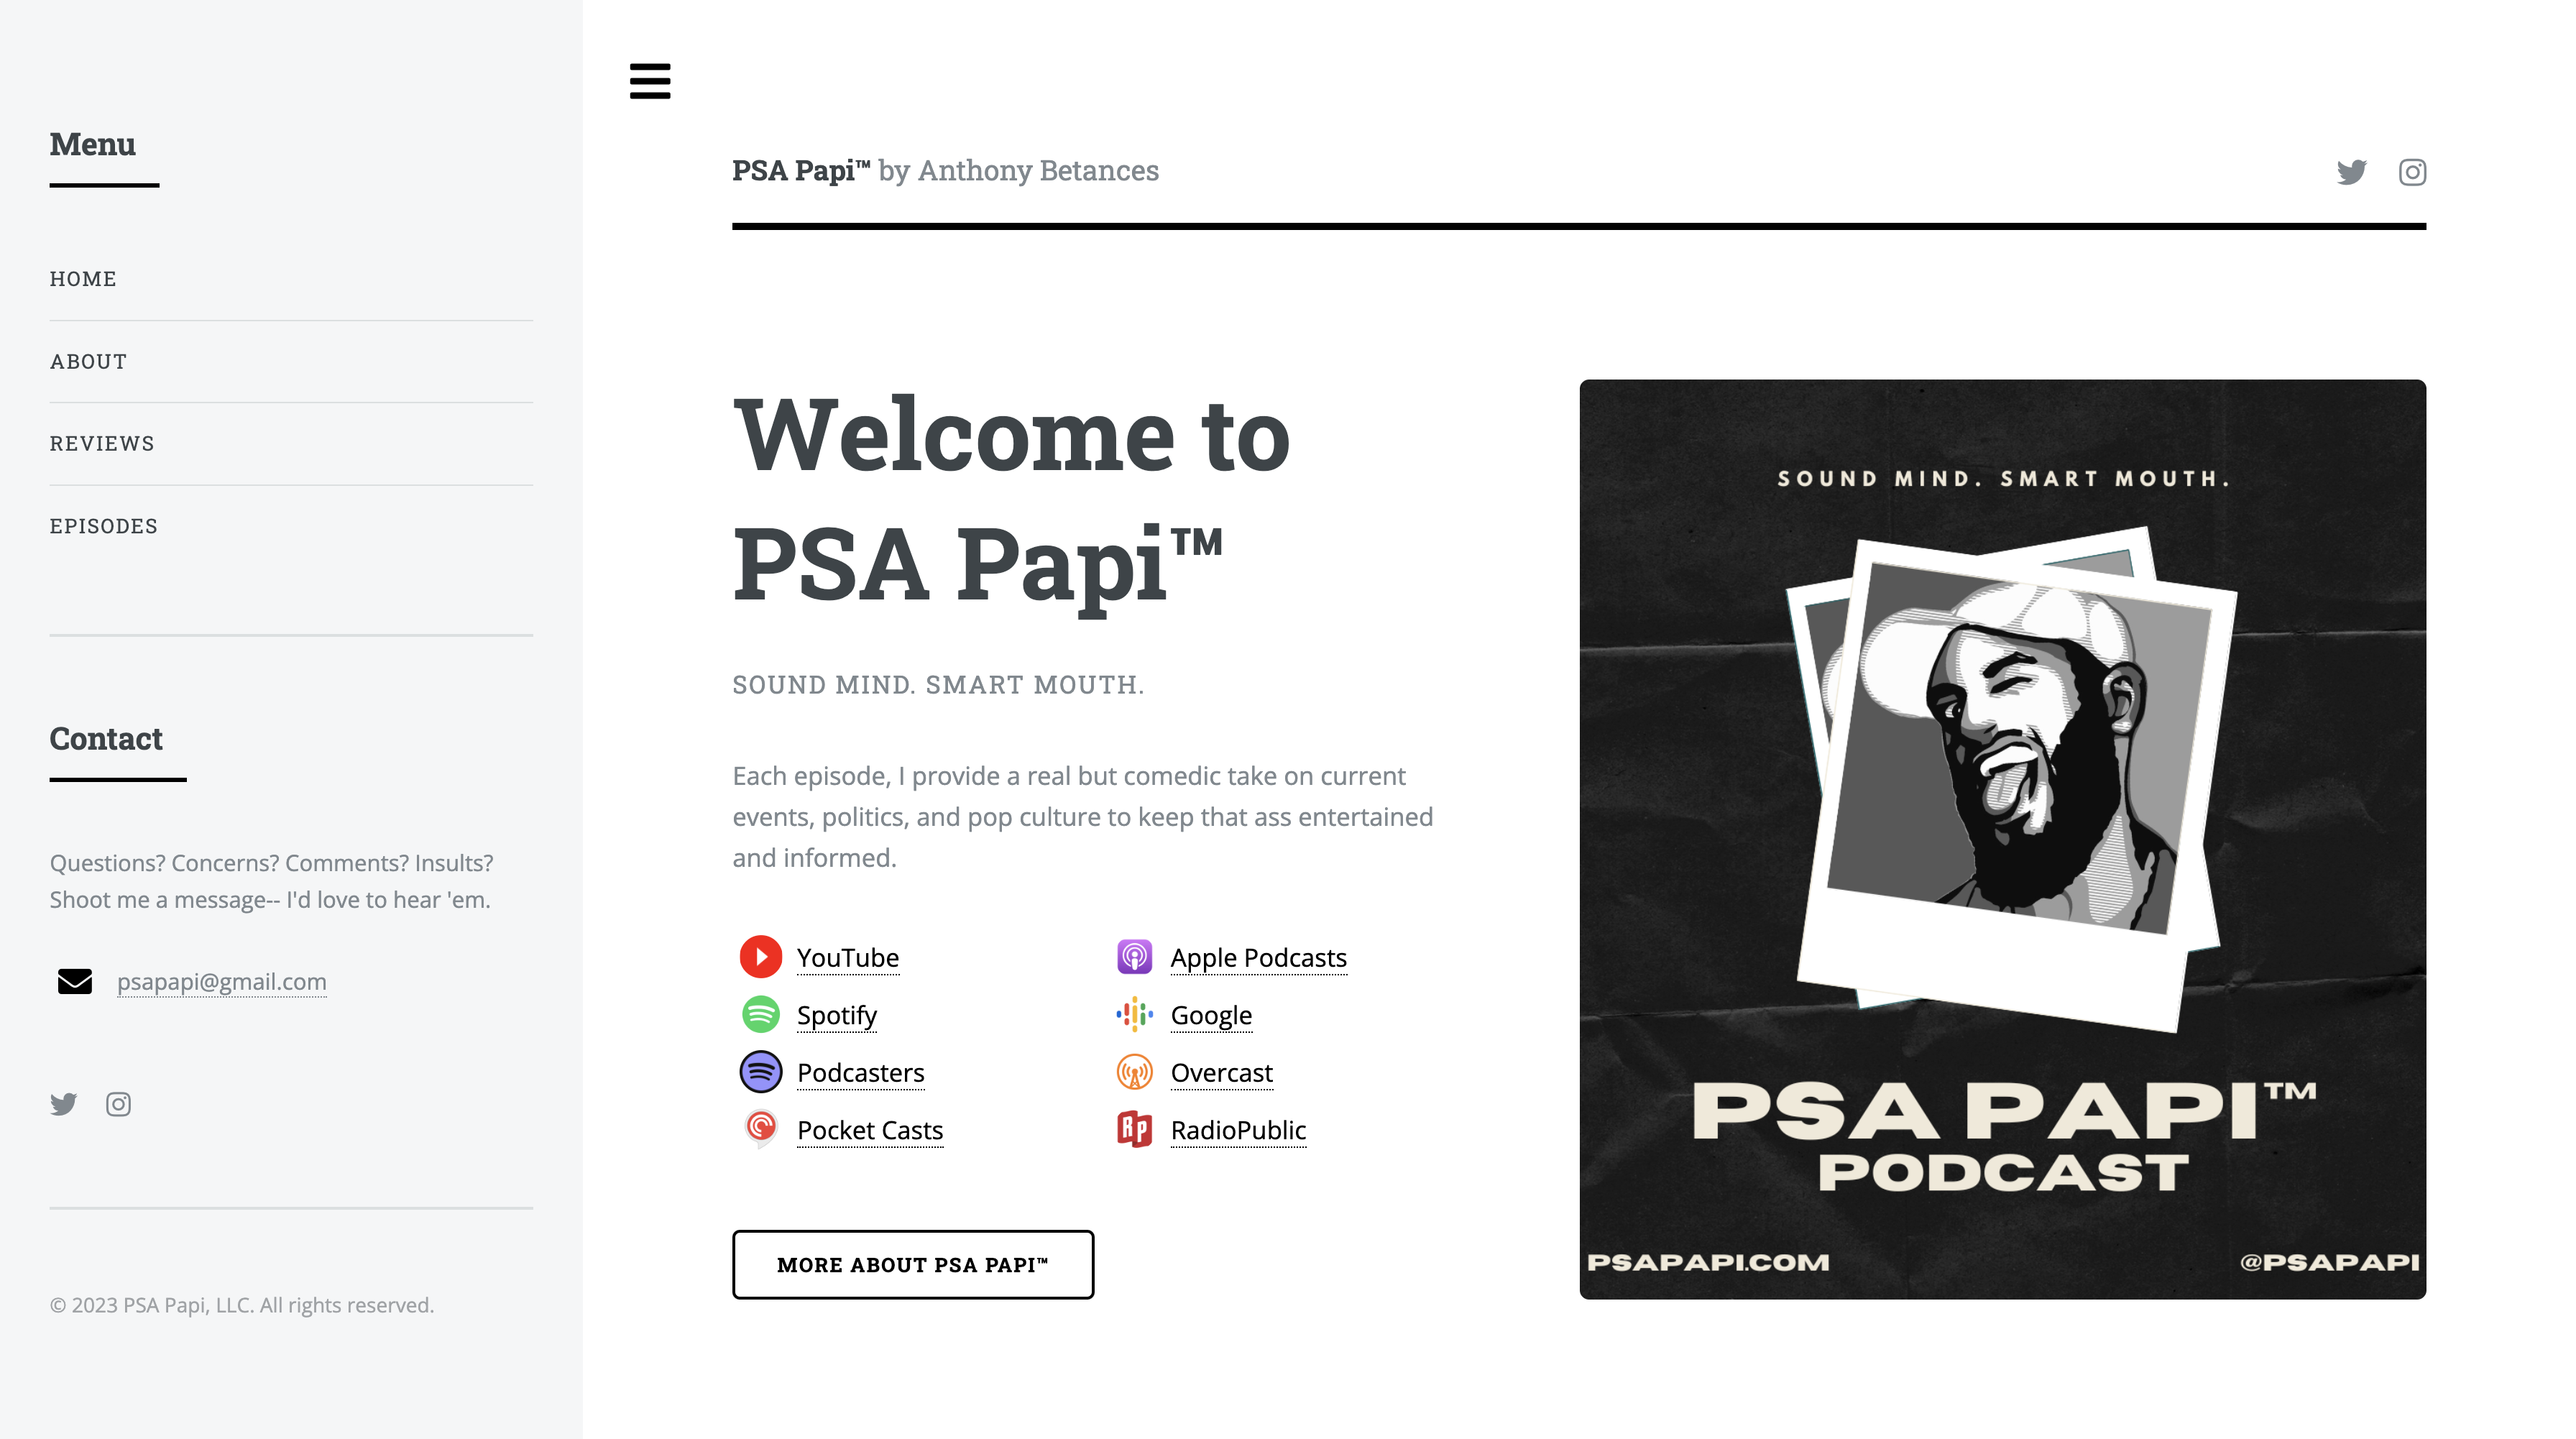 Menu
HOME
ABOUT
REVIEWS
EPISODES
Contact
Questions? Concerns? Comments? Insults?
Shoot me a message-- I'd love to hear 'em.
psapapi@gmail.com
© 2023 PSA Papi, LLC. All rights reserved.
PSA Papi™ by Anthony Betances
Welcome to
PSA Papi™
SOUND MIND. SMART MOUTH.
Each episode, I provide a real but comedic take on current
events, politics, and pop culture to keep that ass entertained
and informed.
YouTube
Apple Podcasts
Spotify
Google
Podcasters
Overcast
Pocket Casts
Rp
RadioPublic
MORE ABOUT PSA PAPI™
SOUND MIND. SMART MOUTH.
PSA PAPI™
PODCAST
PSAPAPI.COM
@PSAPAPI